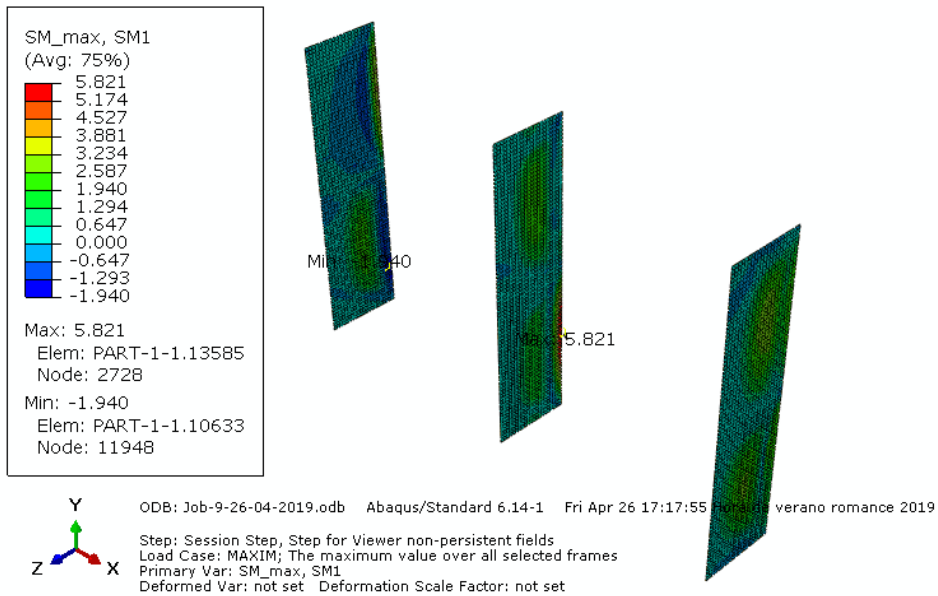 SM_max, SM1
(Avg: 75%)
5.821
5.174
4.527
3.881
3.234
2.587
1.940
1.294
0.647
0.000
-0.647
-1.293
-1.940
Max: 5.821
Elem: PART-1-1.13585
Node: 2728
Min: -1.940
Elem: PART-1-1.10633
Node: 11948
Min: -1.940
Max: 5.821
Y
Z
X
ODB: Job-9-26-04-2019.odb Abaqus/Standard 6.14-1 Fri Apr 26 17:17:55 Hora de verano romance 2019
Step: Session Step, Step for Viewer non-persistent fields
Load Case: MAXIM; The maximum value over all selected frames
Primary Var: SM_max, SM1
Deformed Var: not set Deformation Scale Factor: not set